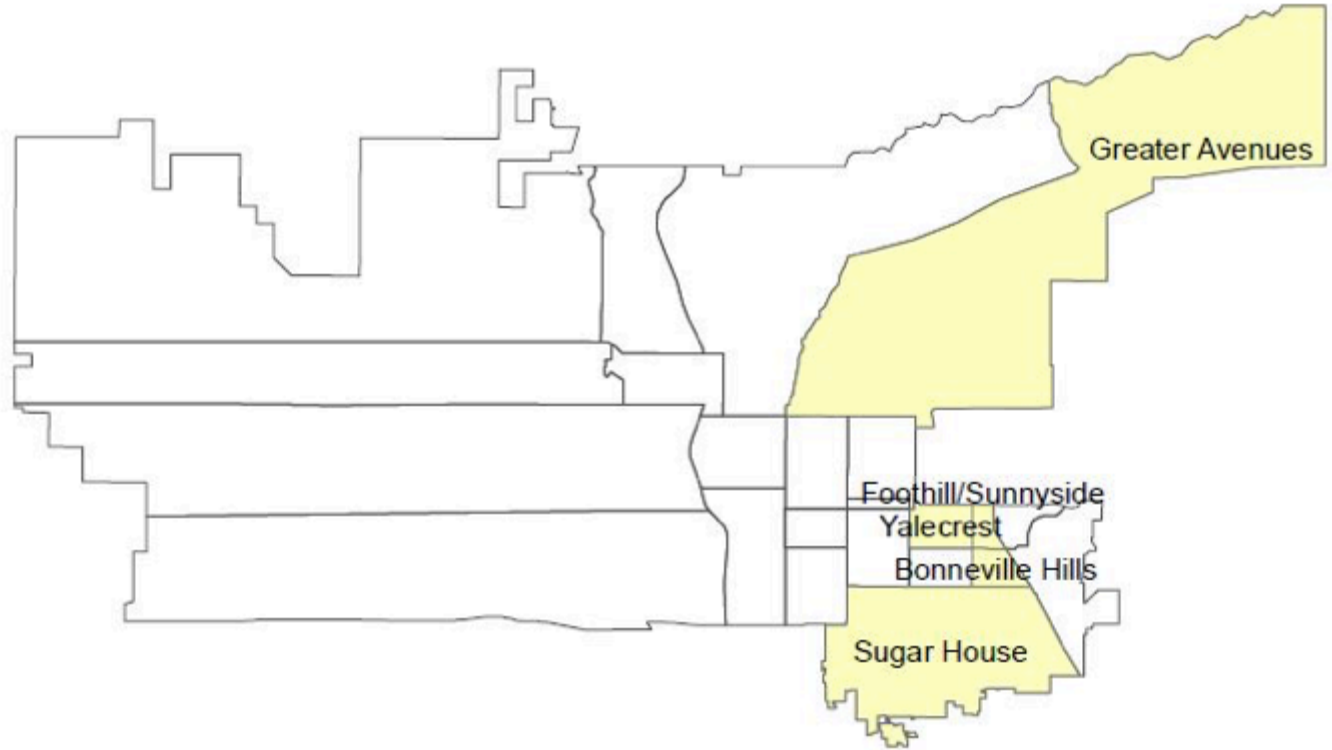 Greater Avenues
Foothill/Sunnyside
Yalecrest
Bonneville Hills
Sugar House